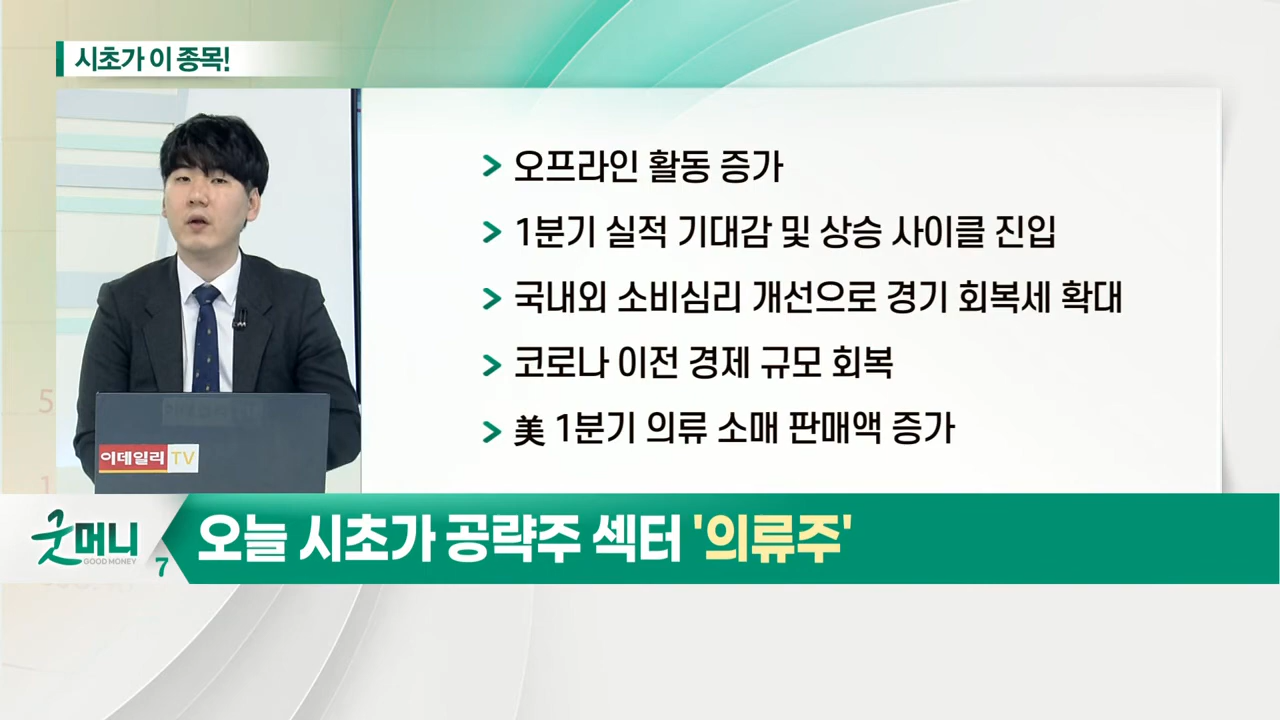 시초가 이 종목!
> 오프라인 활동 증가
> 1분기 실적 기대감 및 상승 사이클 진입
> 국내외 소비심리 개선으로 경기 회복세 확대
> 코로나 이전 경제 규모 회복
> 美 1분기 의류 소매 판매액 증가
이데일리 TV
굿머니
GOOD MONEY
7
오늘 시초가 공략주 섹터 '의류주'
5
1